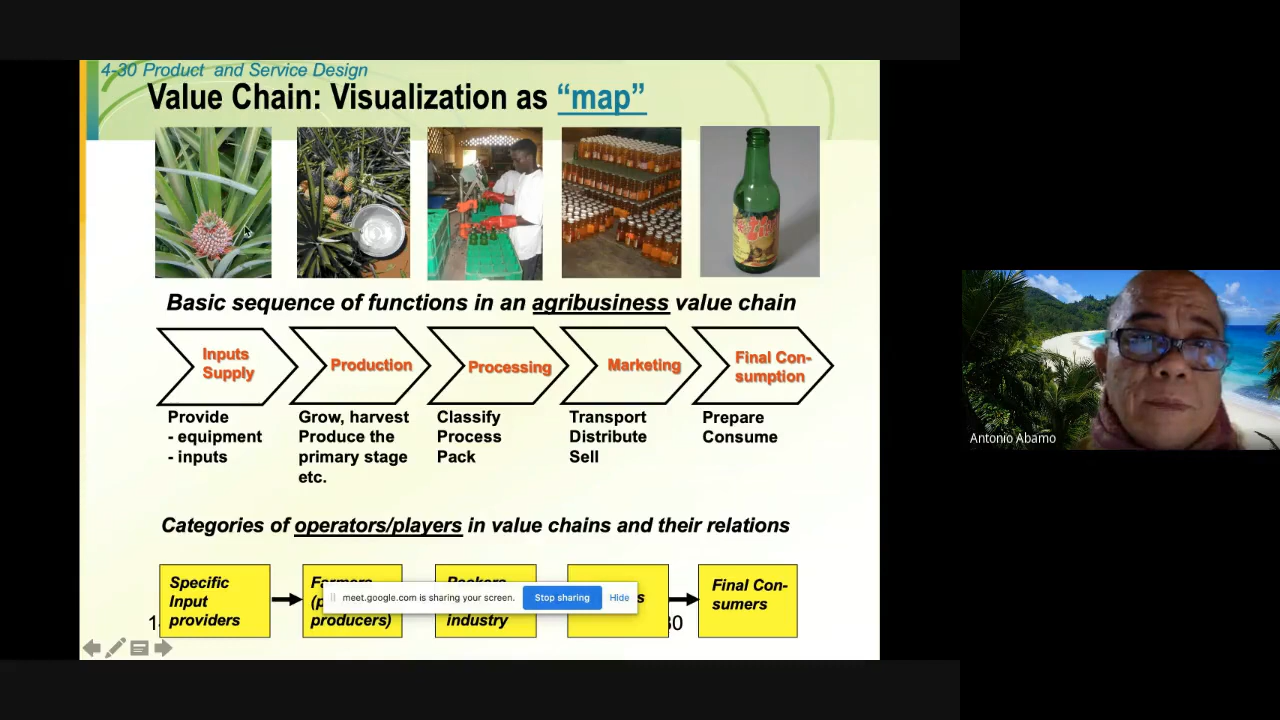 4-30 Product and Service Design
Value Chain: Visualization as “map”
Basic sequence of functions in an agribusiness value chain
Inputs
Supply
Production
Processing
Marketing
Final Con-
sumption
Provide
- equipment
- inputs
Grow, harvest
Produce the
primary stage
etc.
Classify
Process
Pack
Transport
Distribute
Sell
Prepare
Consume
Categories of operators/players in value chains and their relations
Specific
Input
providers
Farmers
producers)
Packers
industry
Final Con-
sumers
meet.google.com is sharing your screen.
Stop sharing
Hide
Antonio Abamo